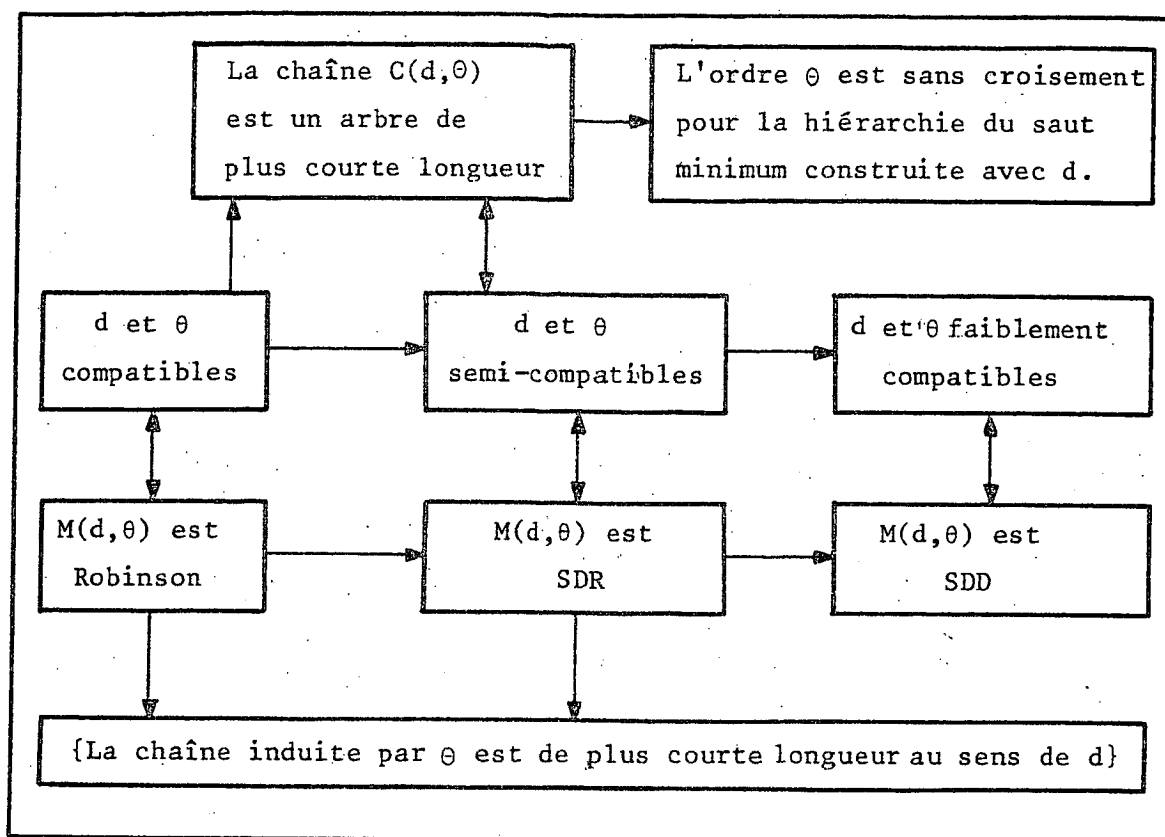 La chaîne C(d,θ)
est un arbre de
plus courte longueur
L'ordre θ est sans croisement
pour la hiérarchie du saut
minimum construite avec d.
d et θ
compatibles
d et θ
semi-compatibles
d et θ faiblement
compatibles
M(d,θ) est
Robinson
M(d,θ) est
SDR
M(d,θ) est
SDD
{La chaîne induite par θ est de plus courte longueur au sens de d}